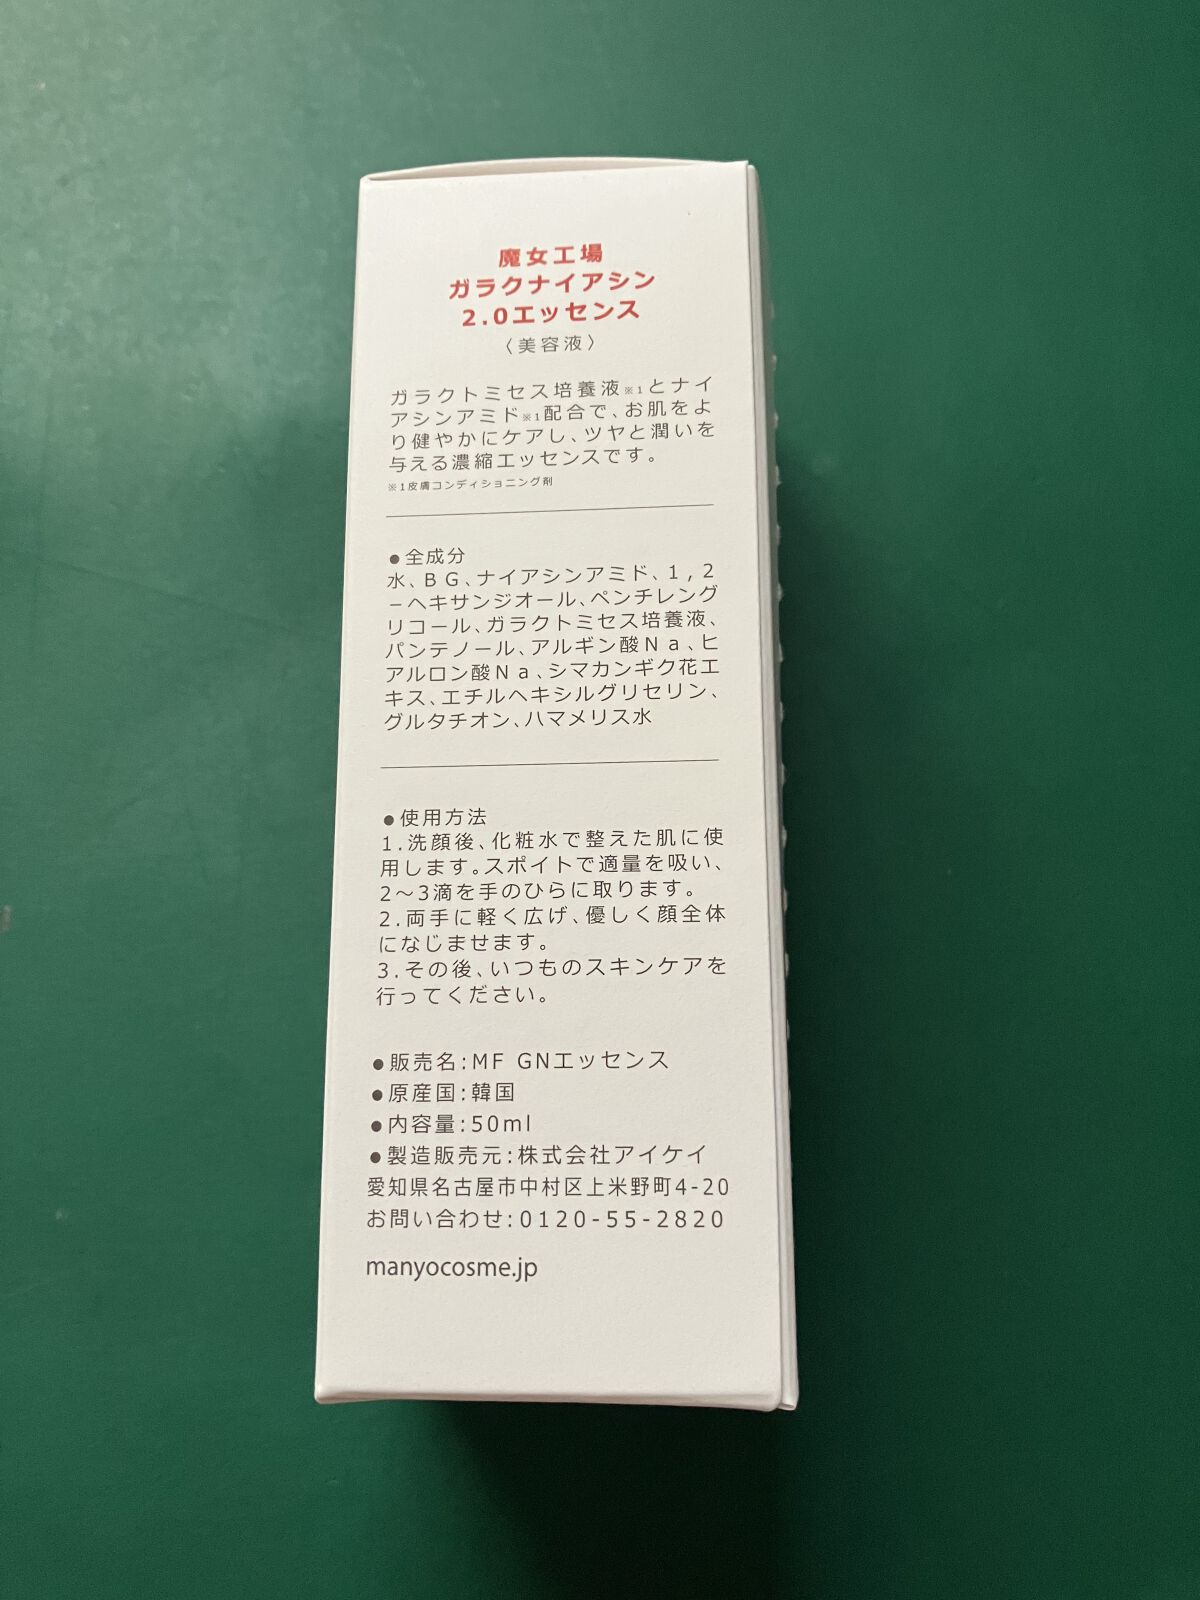 魔女工場
ガラクナイアシン
2.0エッセンス
〈美容液〉
ガラクトミセス培養液※1とナイ
アシンアミド※1配合で、お肌をよ
り健やかにケアし、ツヤと潤いを
与える濃縮エッセンスです。
※1皮膚コンディショニング剤
●全成分
水、BG、ナイアシンアミド、1,2
-ヘキサンジオール、ペンチレング
リコール、ガラクトミセス培養液、
パンテノール、アルギン酸Na、ヒ
アルロン酸Na、シマカンギク花エ
キス、エチルヘキシルグリセリン、
グルタチオン、ハマメリス水
●使用方法
1.洗顔後、化粧水で整えた肌に使
用します。スポイトで適量を吸い、
2～3滴を手のひらに取ります。
2.両手に軽く広げ、優しく顔全体
になじませます。
3.その後、いつものスキンケアを
行ってください。
●販売名:MF GNエッセンス
●原産国:韓国
●内容量:50ml
●製造販売元:株式会社アイケイ
愛知県名古屋市中村区上米野町4-20
お問い合わせ:0120-55-2820
manyocosme.jp